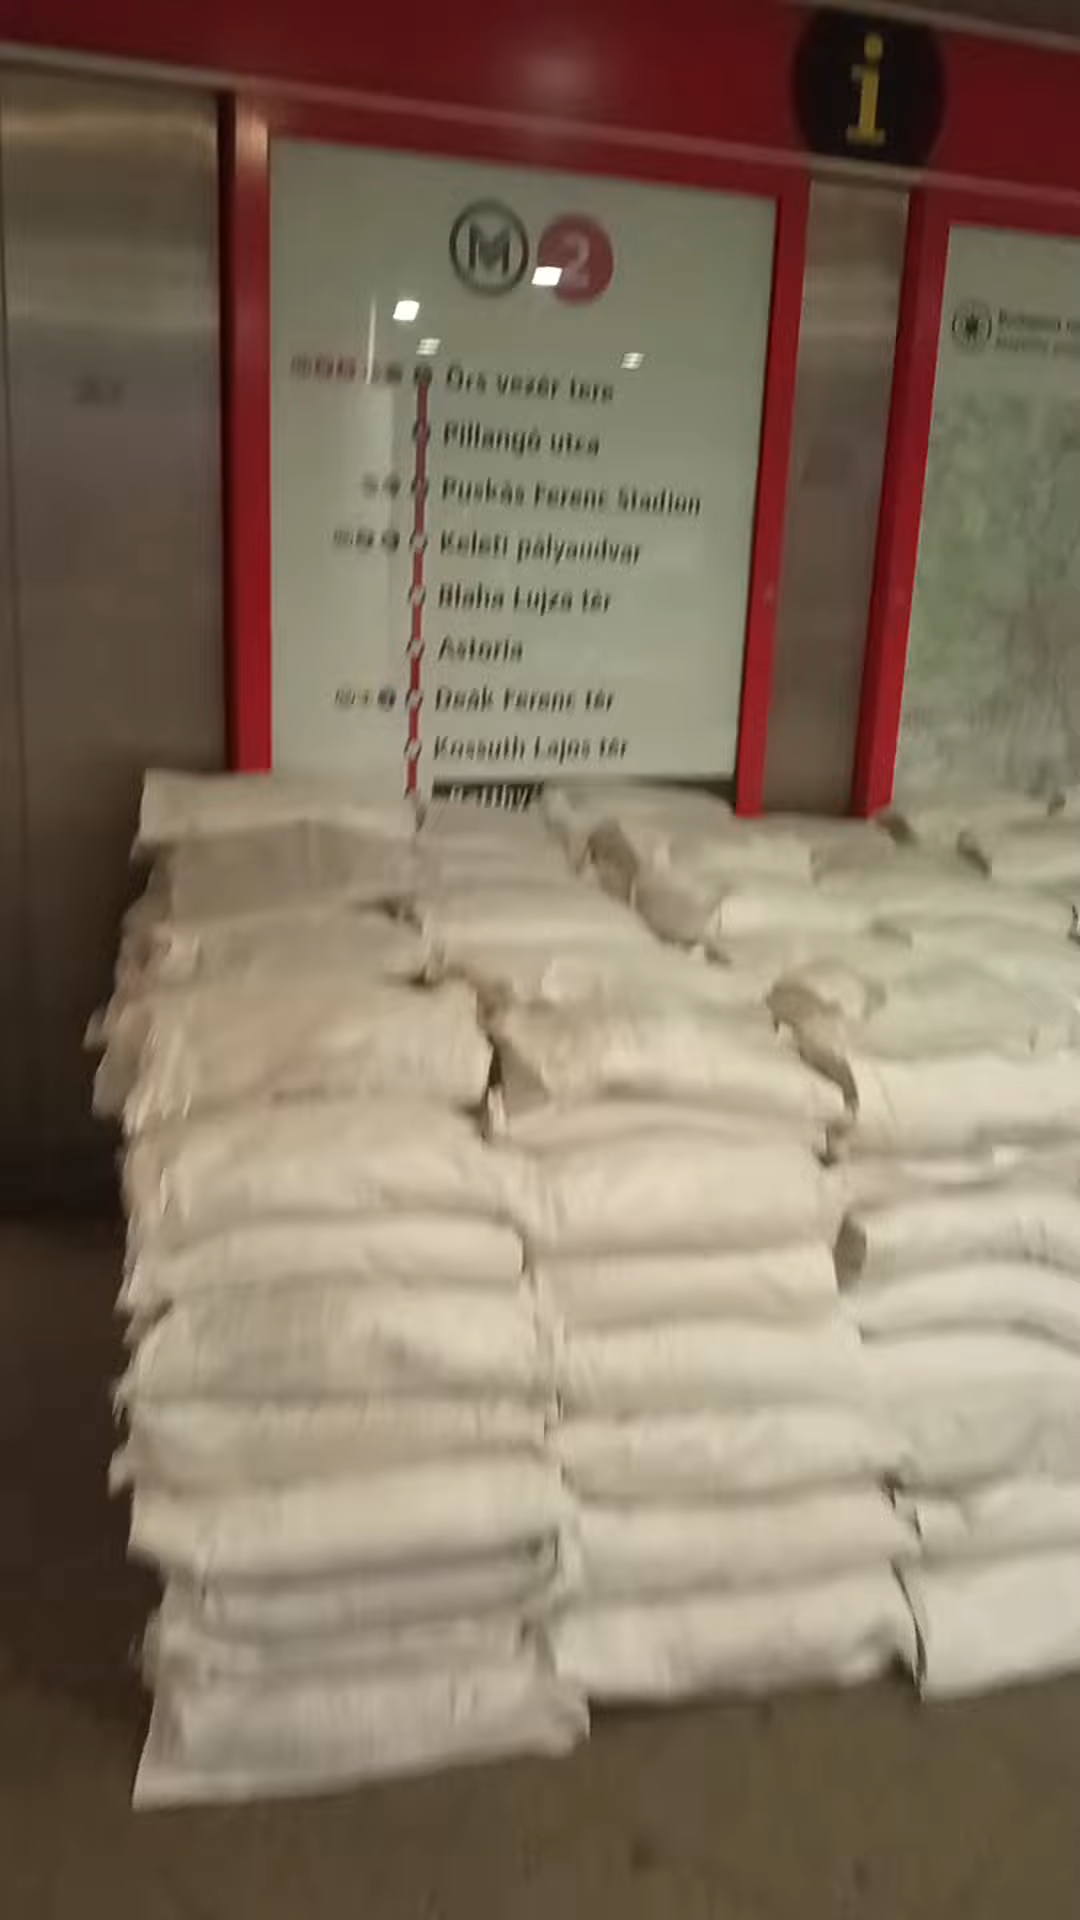 i
M 2
Örs vezér tere
Pillangó utca
Puskás Ferenc Stadion
Keleti pályaudvar
Blaha Lujza tér
Astoria
Deák Ferenc tér
Kossuth Lajos tér